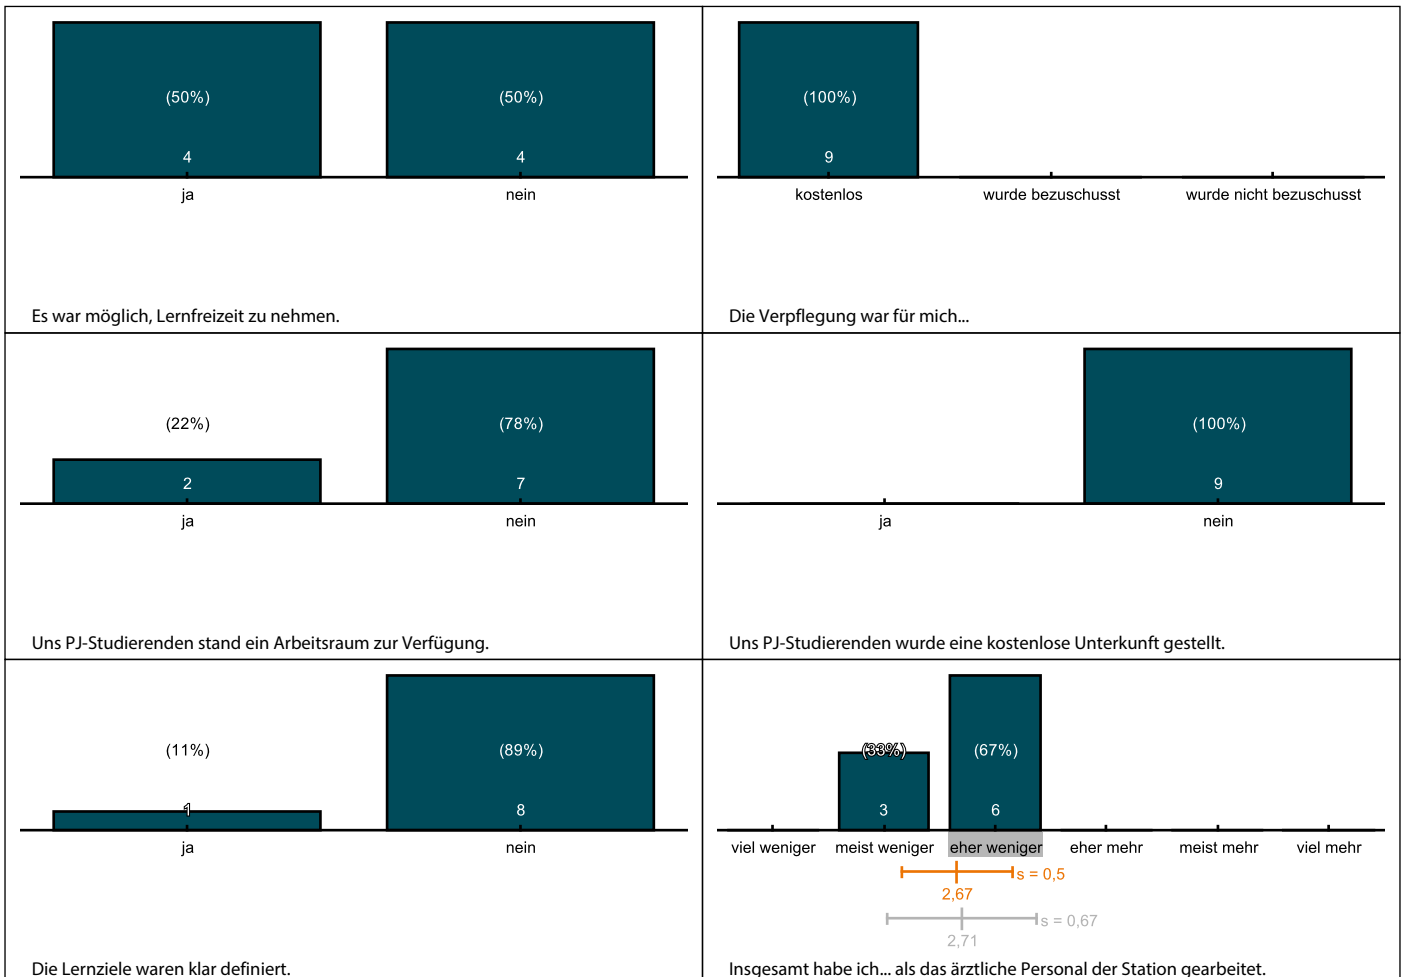 (50%)
(50%)
4
4
ja
nein
Es war möglich, Lernfreizeit zu nehmen.
(100%)
9
kostenlos
wurde bezuschusst
wurde nicht bezuschusst
Die Verpflegung war für mich...
(22%)
(78%)
2
7
ja
nein
Uns PJ-Studierenden stand ein Arbeitsraum zur Verfügung.
(100%)
9
ja
nein
Uns PJ-Studierenden wurde eine kostenlose Unterkunft gestellt.
(11%)
(89%)
1
8
ja
nein
Die Lernziele waren klar definiert.
(33%)
(67%)
3
6
viel weniger
meist weniger
eher weniger
eher mehr
meist mehr
viel mehr
s = 0,5
2,67
s = 0,67
2,71
Insgesamt habe ich... als das ärztliche Personal der Station gearbeitet.